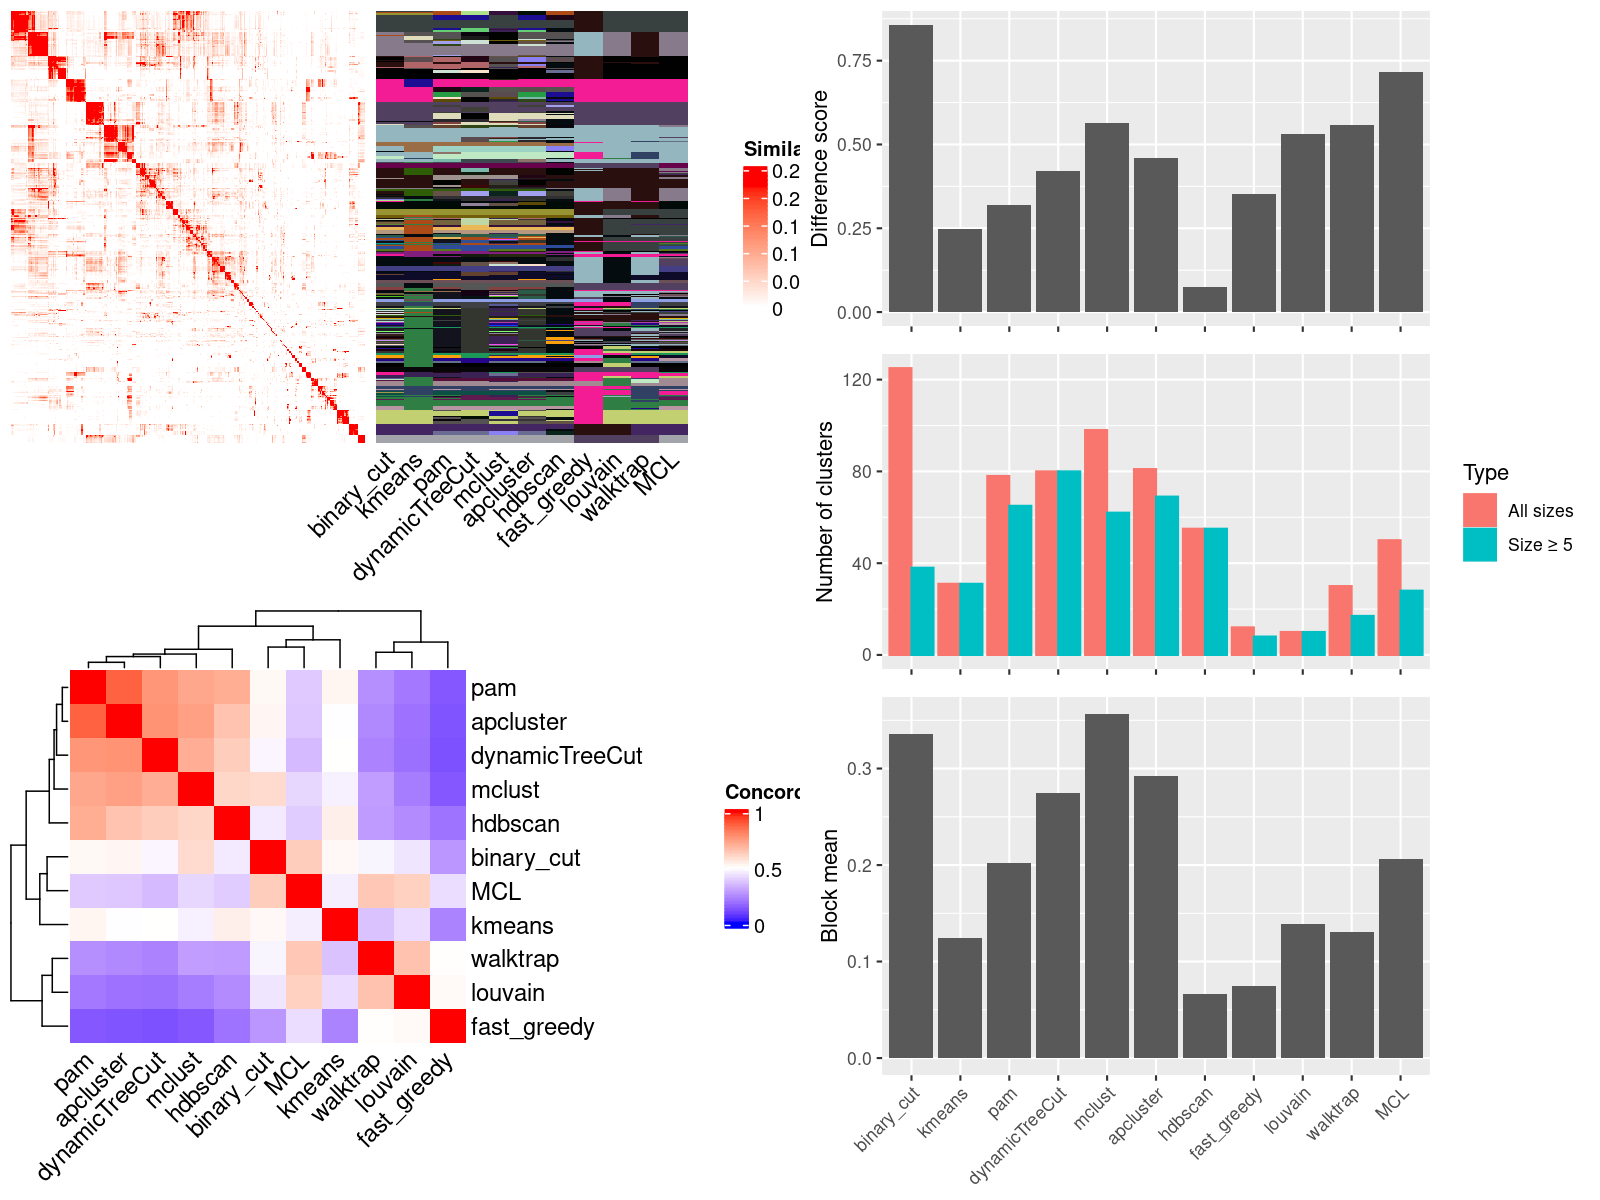 Simila
0.2
0.2
0.1
0.1
0.0
0
binary_cut
kmeans
pam
dynamicTreeCut
mclust
apcluster
hdbscan
fast_greedy
louvain
walktrap
MCL
pam
apcluster
dynamicTreeCut
mclust
hdbscan
binary_cut
MCL
kmeans
walktrap
louvain
fast_greedy
pam
apcluster
dynamicTreeCut
mclust
hdbscan
binary_cut
MCL
kmeans
walktrap
louvain
fast_greedy
Concord
1
0.5
0
Difference score
0.75
0.50
0.25
0.00
Number of clusters
120
80
40
0
Type
All sizes
Size ≥ 5
Block mean
0.3
0.2
0.1
0.0
binary_cut
kmeans
pam
dynamicTreeCut
mclust
apcluster
hdbscan
fast_greedy
louvain
walktrap
MCL